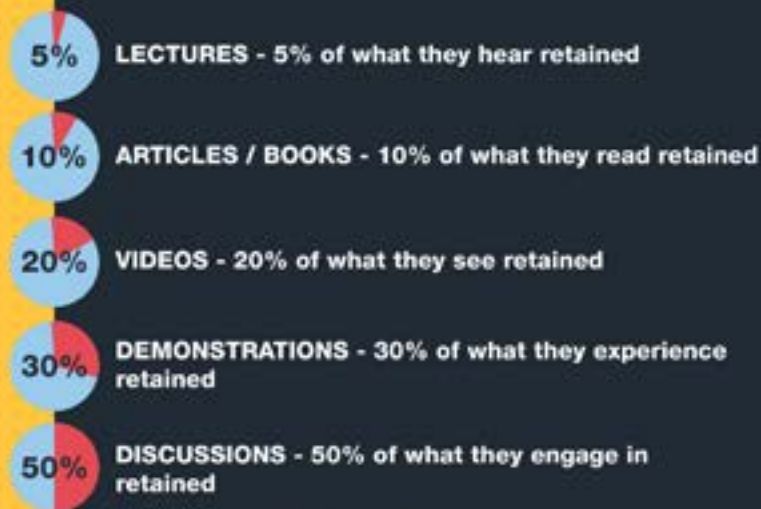 5%
LECTURES - 5% of what they hear retained
10%
ARTICLES / BOOKS - 10% of what they read retained
20%
VIDEOS - 20% of what they see retained
30%
DEMONSTRATIONS - 30% of what they experience
retained
50%
DISCUSSIONS - 50% of what they engage in
retained